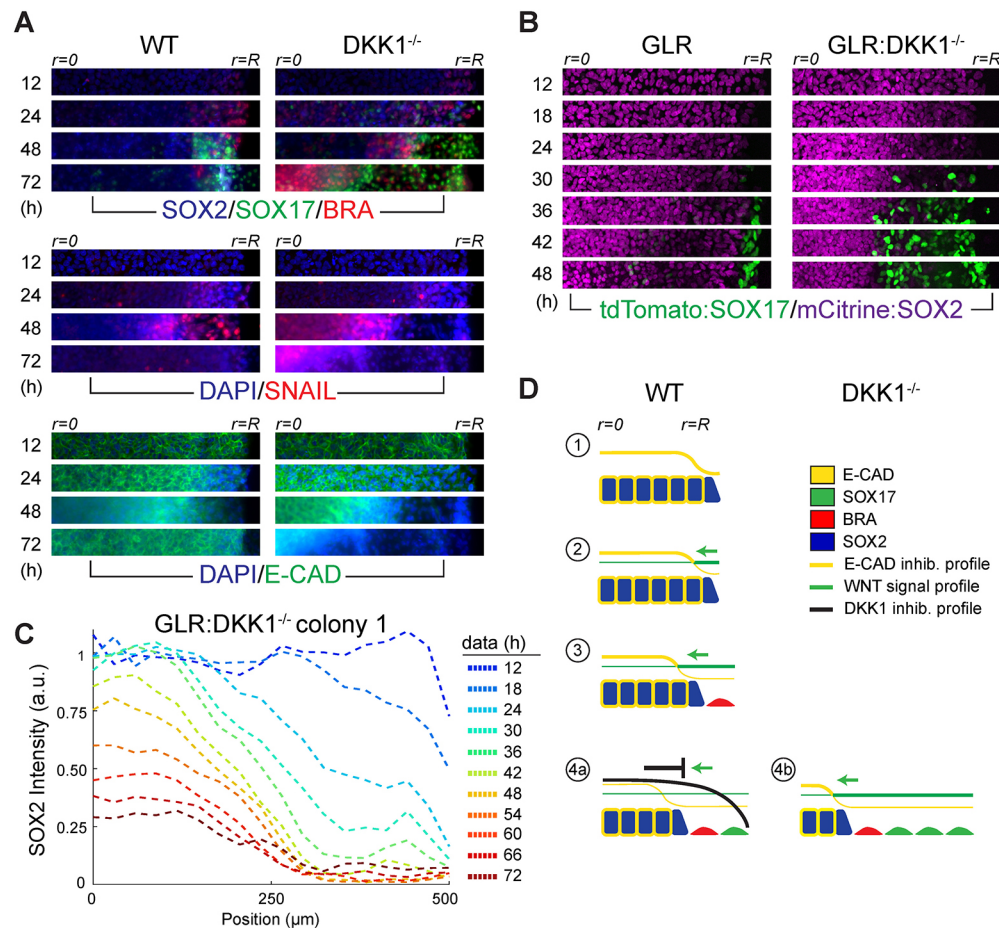 A
WT
DKK1-/-
r=0
r=R
r=0
r=R
12
24
48
72
(h)
SOX2/SOX17/BRA
r=0
r=R
r=0
r=R
12
24
48
72
(h)
DAPI/SNAIL
r=0
r=R
r=0
r=R
12
24
48
72
(h)
DAPI/E-CAD
B
GLR
GLR:DKK1-/-
r=0
r=R
r=0
r=R
12
18
24
30
36
42
48
(h)
tdTomato:SOX17/mCitrine:SOX2
C
GLR:DKK1-/- colony 1
SOX2 Intensity (a.u.)
1
0.75
0.50
0.25
0
0
250
500
Position (µm)
data (h)
12
18
24
30
36
42
48
54
60
66
72
D
WT
DKK1-/-
r=0
r=R
1
2
3
4a
4b
E-CAD
SOX17
BRA
SOX2
E-CAD inhib. profile
WNT signal profile
DKK1 inhib. profile